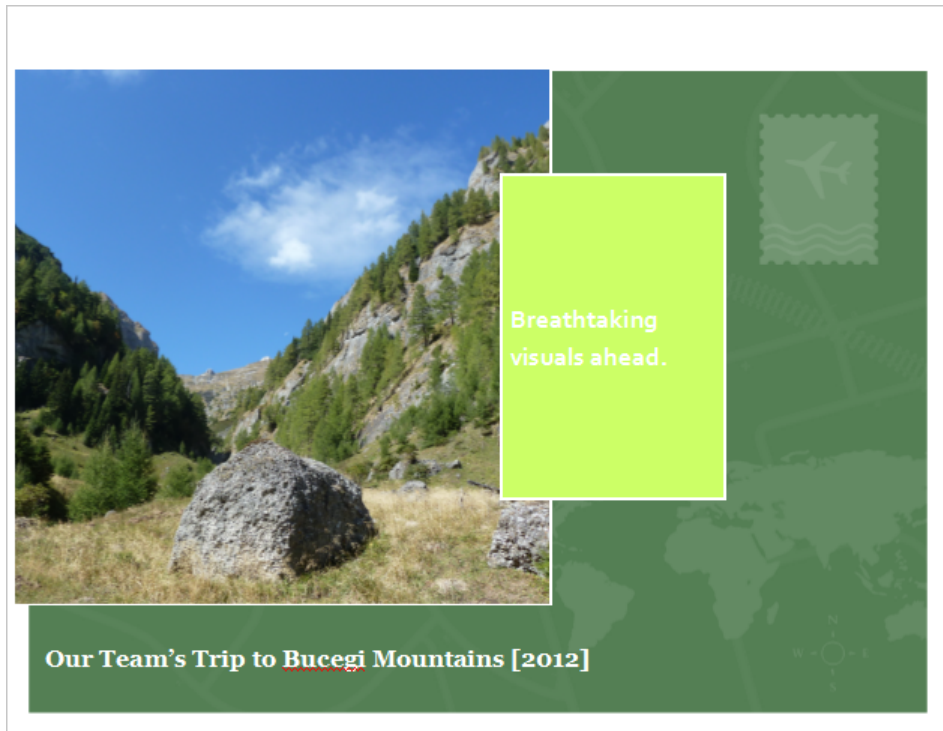 Breathtaking
visuals ahead.
Our Team’s Trip to Bucegi Mountains [2012]
N
W S
S